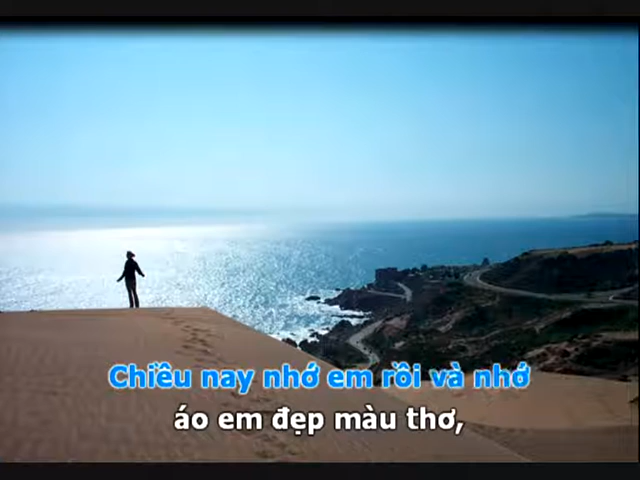 Chiều nay nhớ em rồi và nhớ
áo em đẹp màu thơ,